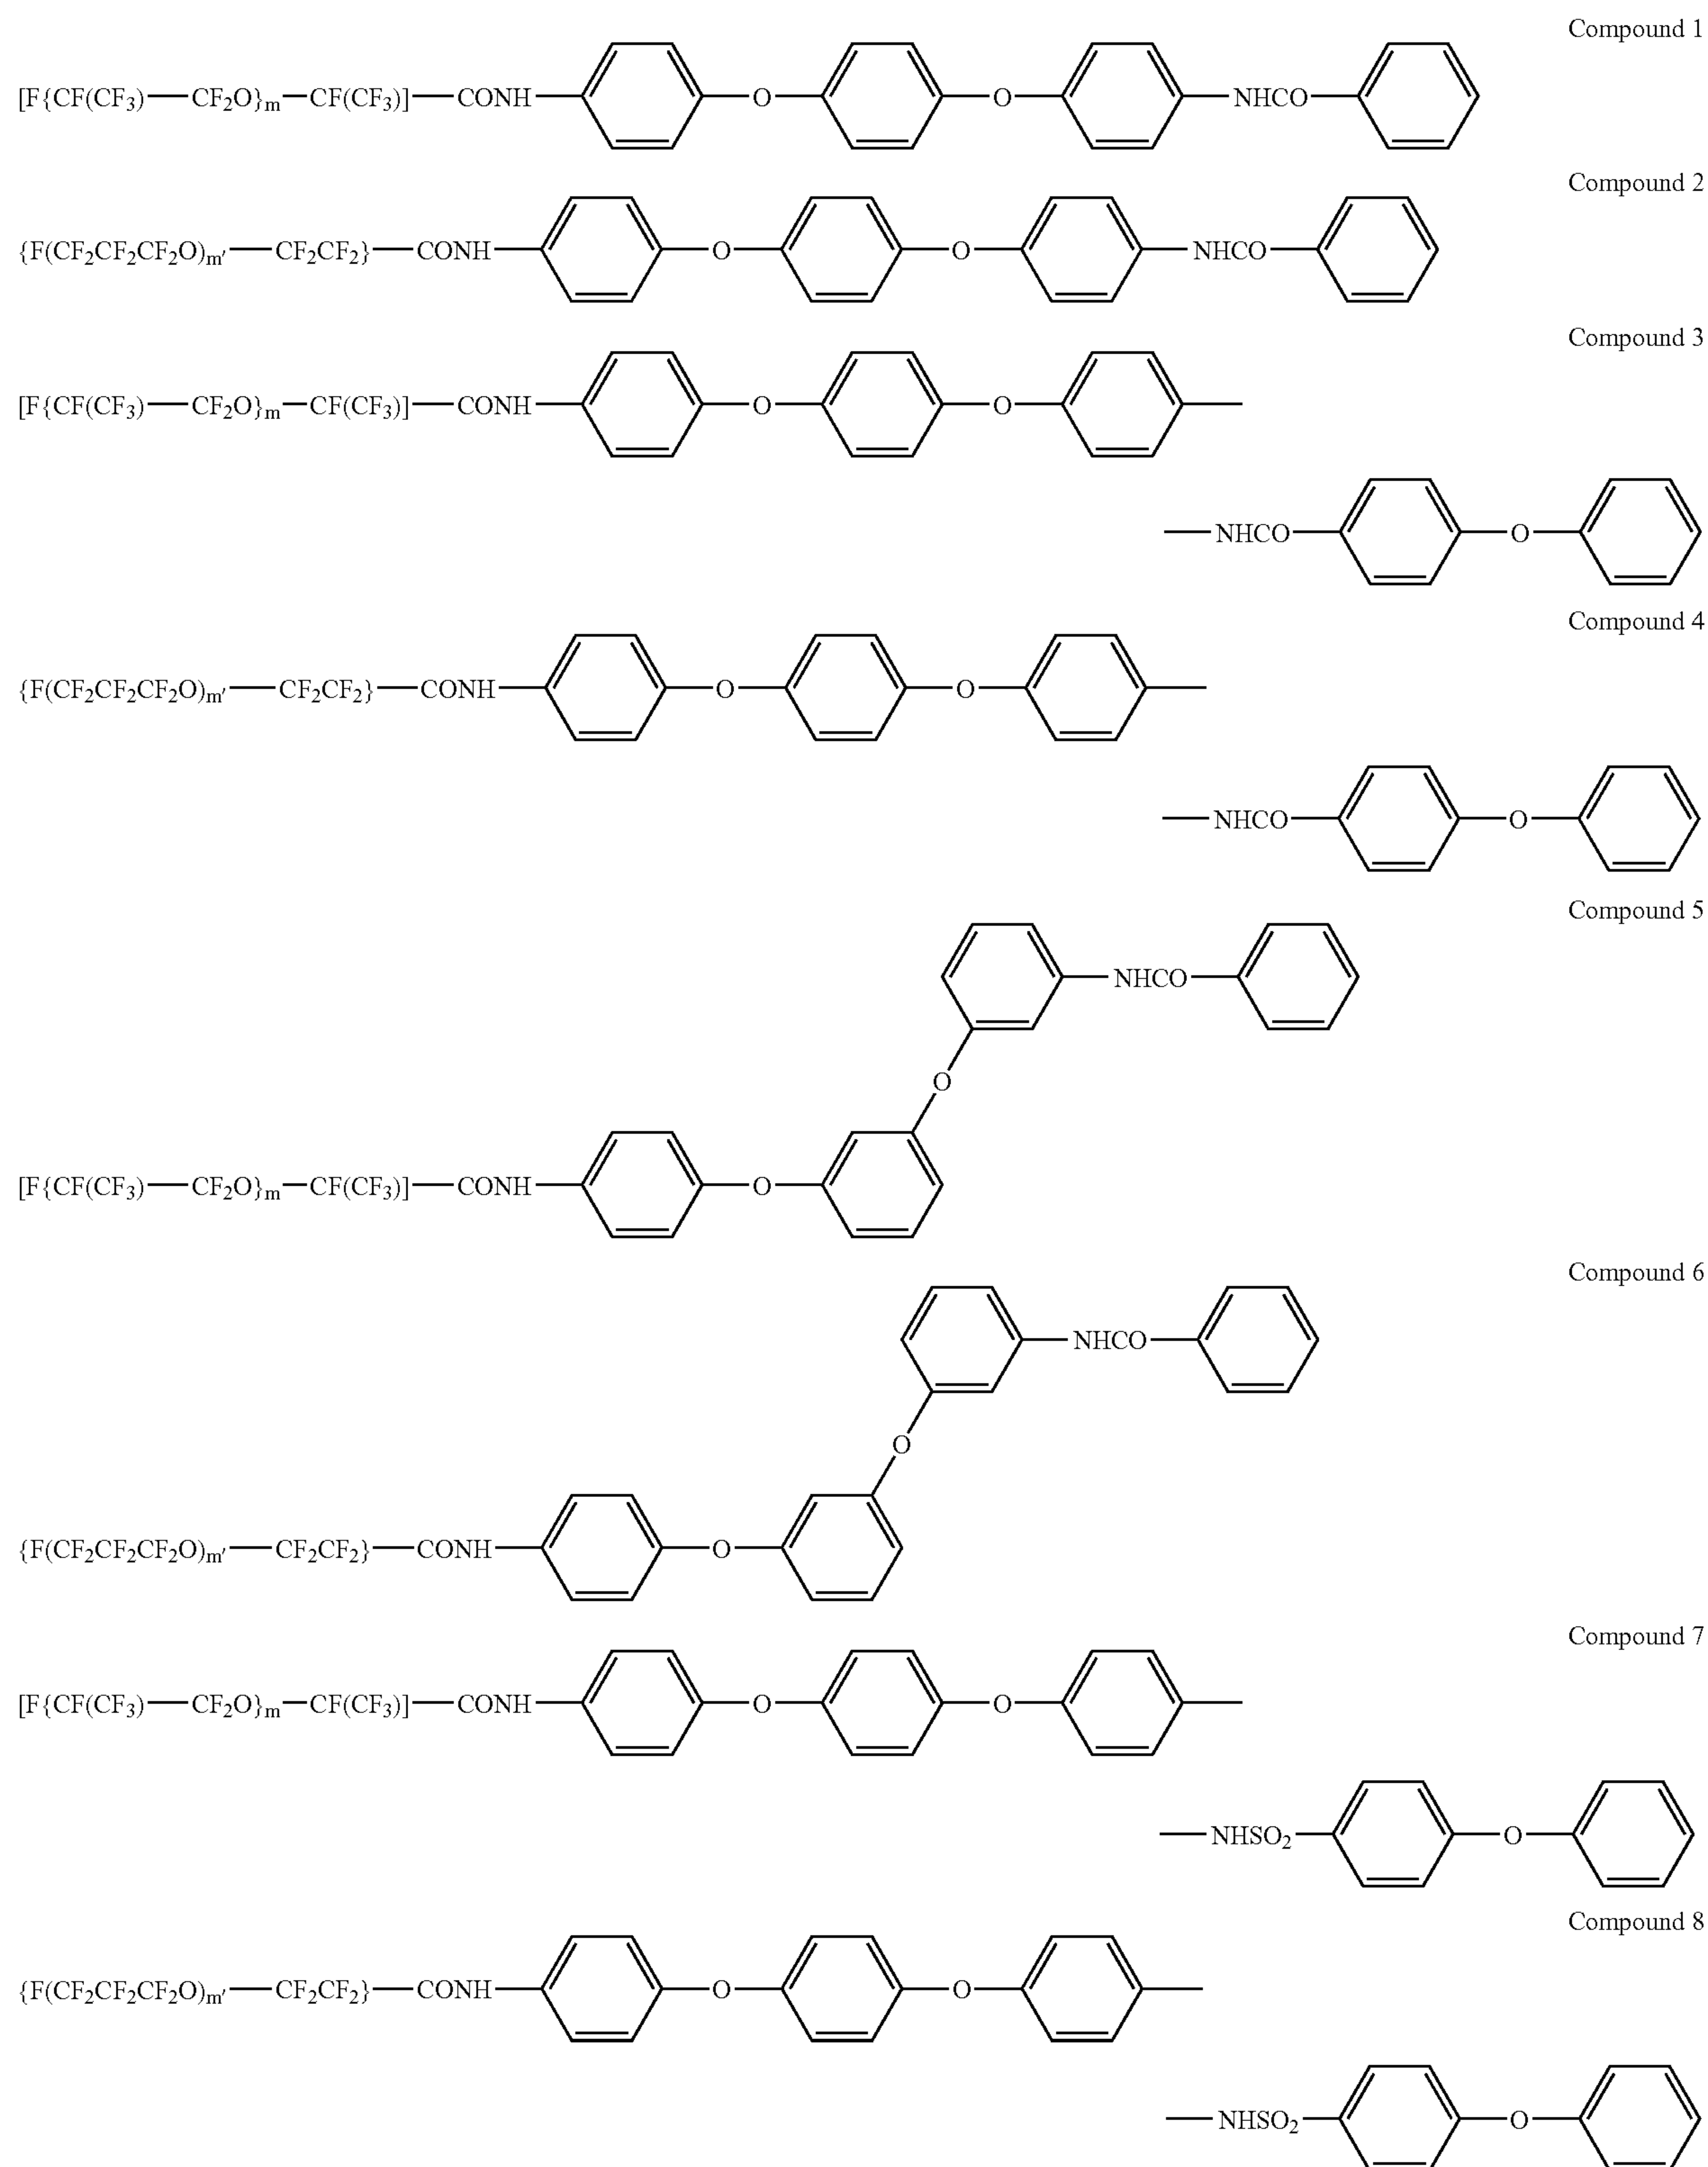 Compound 1
[F{CF(CF₃)—CF₂O}ₘ—CF(CF₃)]—CONH—O—O—NHCO
Compound 2
{F(CF₂CF₂CF₂O)ₘ′—CF₂CF₂}—CONH—O—O—NHCO
Compound 3
[F{CF(CF₃)—CF₂O}ₘ—CF(CF₃)]—CONH—O—O—
—NHCO—O
Compound 4
{F(CF₂CF₂CF₂O)ₘ′—CF₂CF₂}—CONH—O—O—
—NHCO—O
Compound 5
NHCO
O
[F{CF(CF₃)—CF₂O}ₘ—CF(CF₃)]—CONH—O
Compound 6
NHCO
O
{F(CF₂CF₂CF₂O)ₘ′—CF₂CF₂}—CONH—O
Compound 7
[F{CF(CF₃)—CF₂O}ₘ—CF(CF₃)]—CONH—O—O—
—NHSO₂—O
Compound 8
{F(CF₂CF₂CF₂O)ₘ′—CF₂CF₂}—CONH—O—O—
—NHSO₂—O